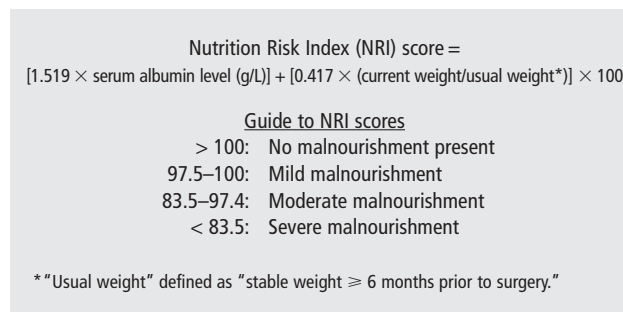 Nutrition Risk Index (NRI) score =
[1.519 × serum albumin level (g/L)] + [0.417 × (current weight/usual weight*)] × 100
Guide to NRI scores
> 100: No malnourishment present
97.5–100: Mild malnourishment
83.5–97.4: Moderate malnourishment
< 83.5: Severe malnourishment
*“Usual weight” defined as “stable weight ⩾ 6 months prior to surgery.”